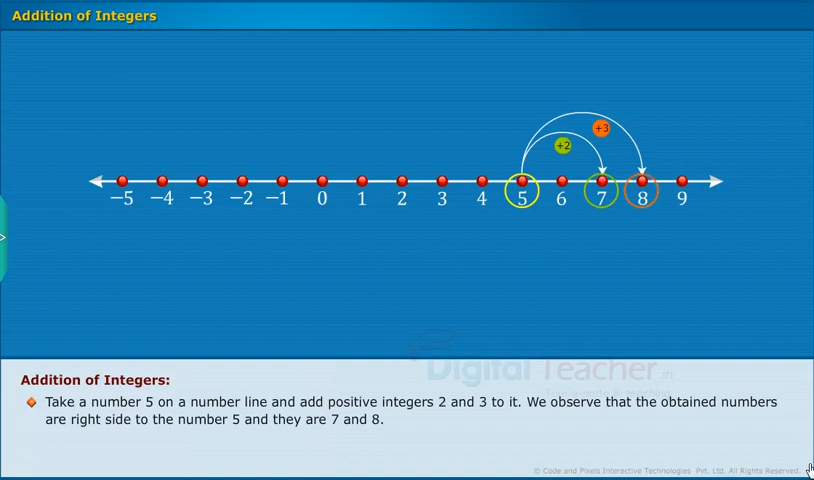 Addition of Integers
+3
+2
−5 −4 −3 −2 −1 0 1 2 3 4 5 6 7 8 9
Digital Teacher.in
Addition of Integers:
Take a number 5 on a number line and add positive integers 2 and 3 to it. We observe that the obtained numbers
are right side to the number 5 and they are 7 and 8.
© Code and Pixels Interactive Technologies Pvt. Ltd. All Rights Reserved.